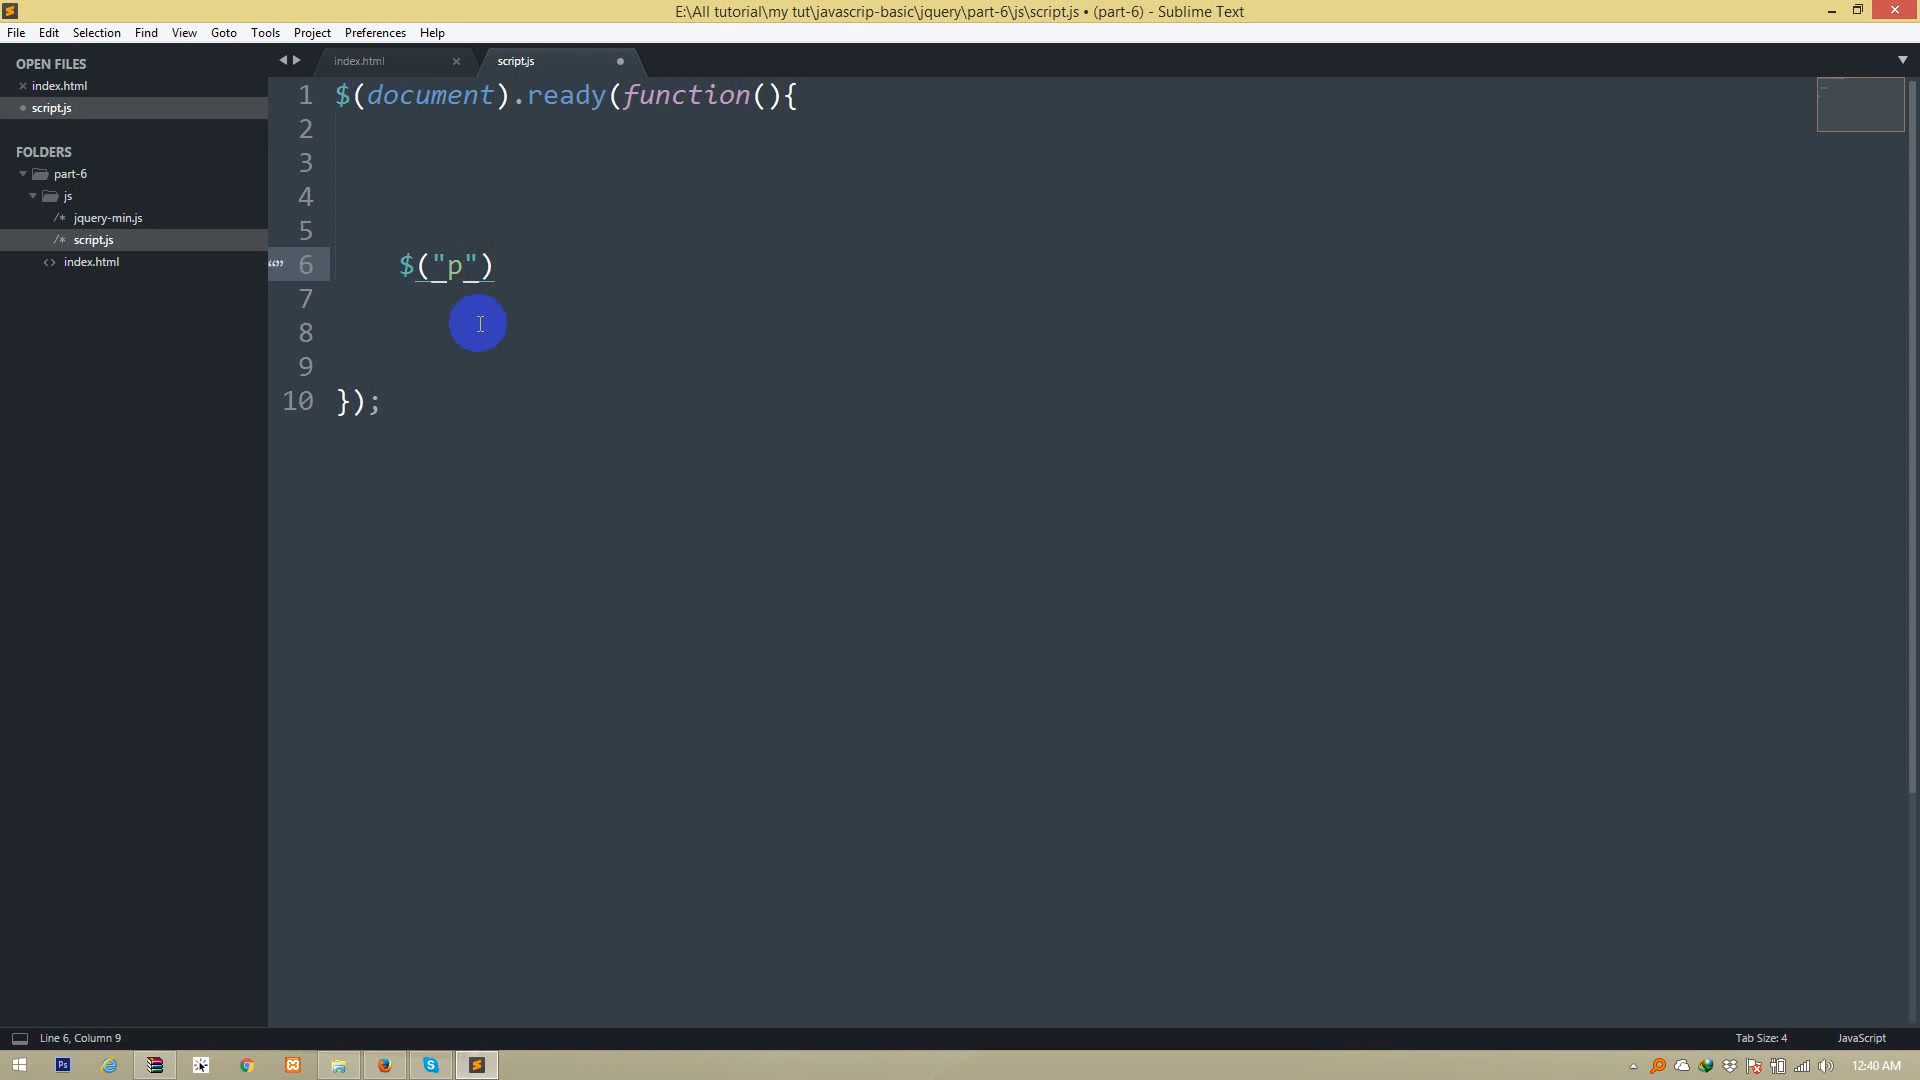 E:\All tutorial\my tut\javascrip-basic\jquery\part-6\js\script.js • (part-6) - Sublime Text
File Edit Selection Find View Goto Tools Project Preferences Help
OPEN FILES
index.html
script.js
FOLDERS
part-6
js
/* jquery-min.js
/* script.js
<> index.html
index.html
script.js
1 $(document).ready(function(){
2
3
4
5
6 $("p")
7
8
9
10 });
Line 6, Column 9
Tab Size: 4
JavaScript
Ps
12:40 AM